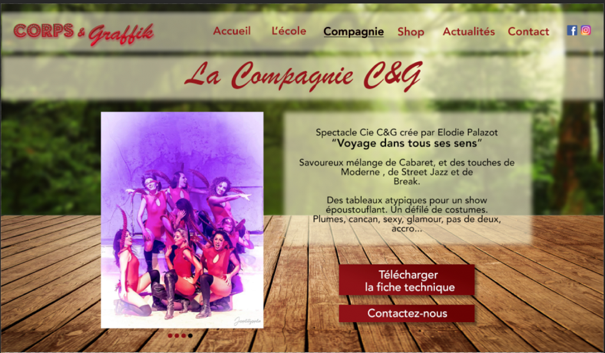 CORPS & Graffik
Accueil
L'école
Compagnie
Shop
Actualités
Contact
La Compagnie C&G
Spectacle Cie C&G crée par Elodie Palazot
“Voyage dans tous ses sens”
Savoureux mélange de Cabaret, et des touches de
Moderne , de Street Jazz et de
Break.
Des tableaux atypiques pour un show
époustouflant. Un défilé de costumes.
Plumes, cancan, sexy, glamour, pas de deux,
accro...
Télécharger
la fiche technique
Contactez-nous